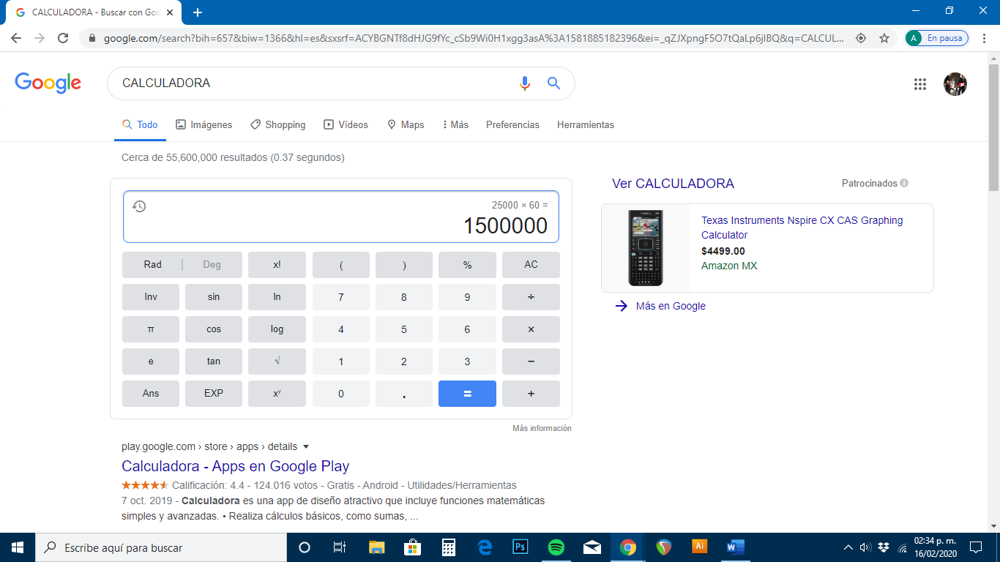 CALCULADORA - Buscar con Goo
google.com/search?bih=657&biw=1366&hl=es&sxsrf=ACYBGNTf8dHJG9fYc_cSb9Wi0H1xgg3asA%3A1581885182396&ei=_qZJXpngF5O7tQaLp6jIBQ&q=CALCUL...
A En pausa
Google
CALCULADORA
Todo Imágenes Shopping Vídeos Maps Más Preferencias Herramientas
Cerca de 55,600,000 resultados (0.37 segundos)
25000 × 60 =
1500000
Rad | Deg x! ( ) % AC
Inv sin ln 7 8 9 ÷
π cos log 4 5 6 ×
e tan √ 1 2 3 −
Ans EXP xʸ 0 . = +
Más información
Ver CALCULADORA
Patrocinados
Texas Instruments Nspire CX CAS Graphing
Calculator
$4499.00
Amazon MX
Más en Google
play.google.com › store › apps › details
Calculadora - Apps en Google Play
Calificación: 4.4 - 124.016 votos - Gratis - Android - Utilidades/Herramientas
7 oct. 2019 - Calculadora es una app de diseño atractivo que incluye funciones matemáticas
simples y avanzadas. • Realiza cálculos básicos, como sumas, ...
Escribe aquí para buscar
Ps
Ai
W
02:34 p. m.
16/02/2020